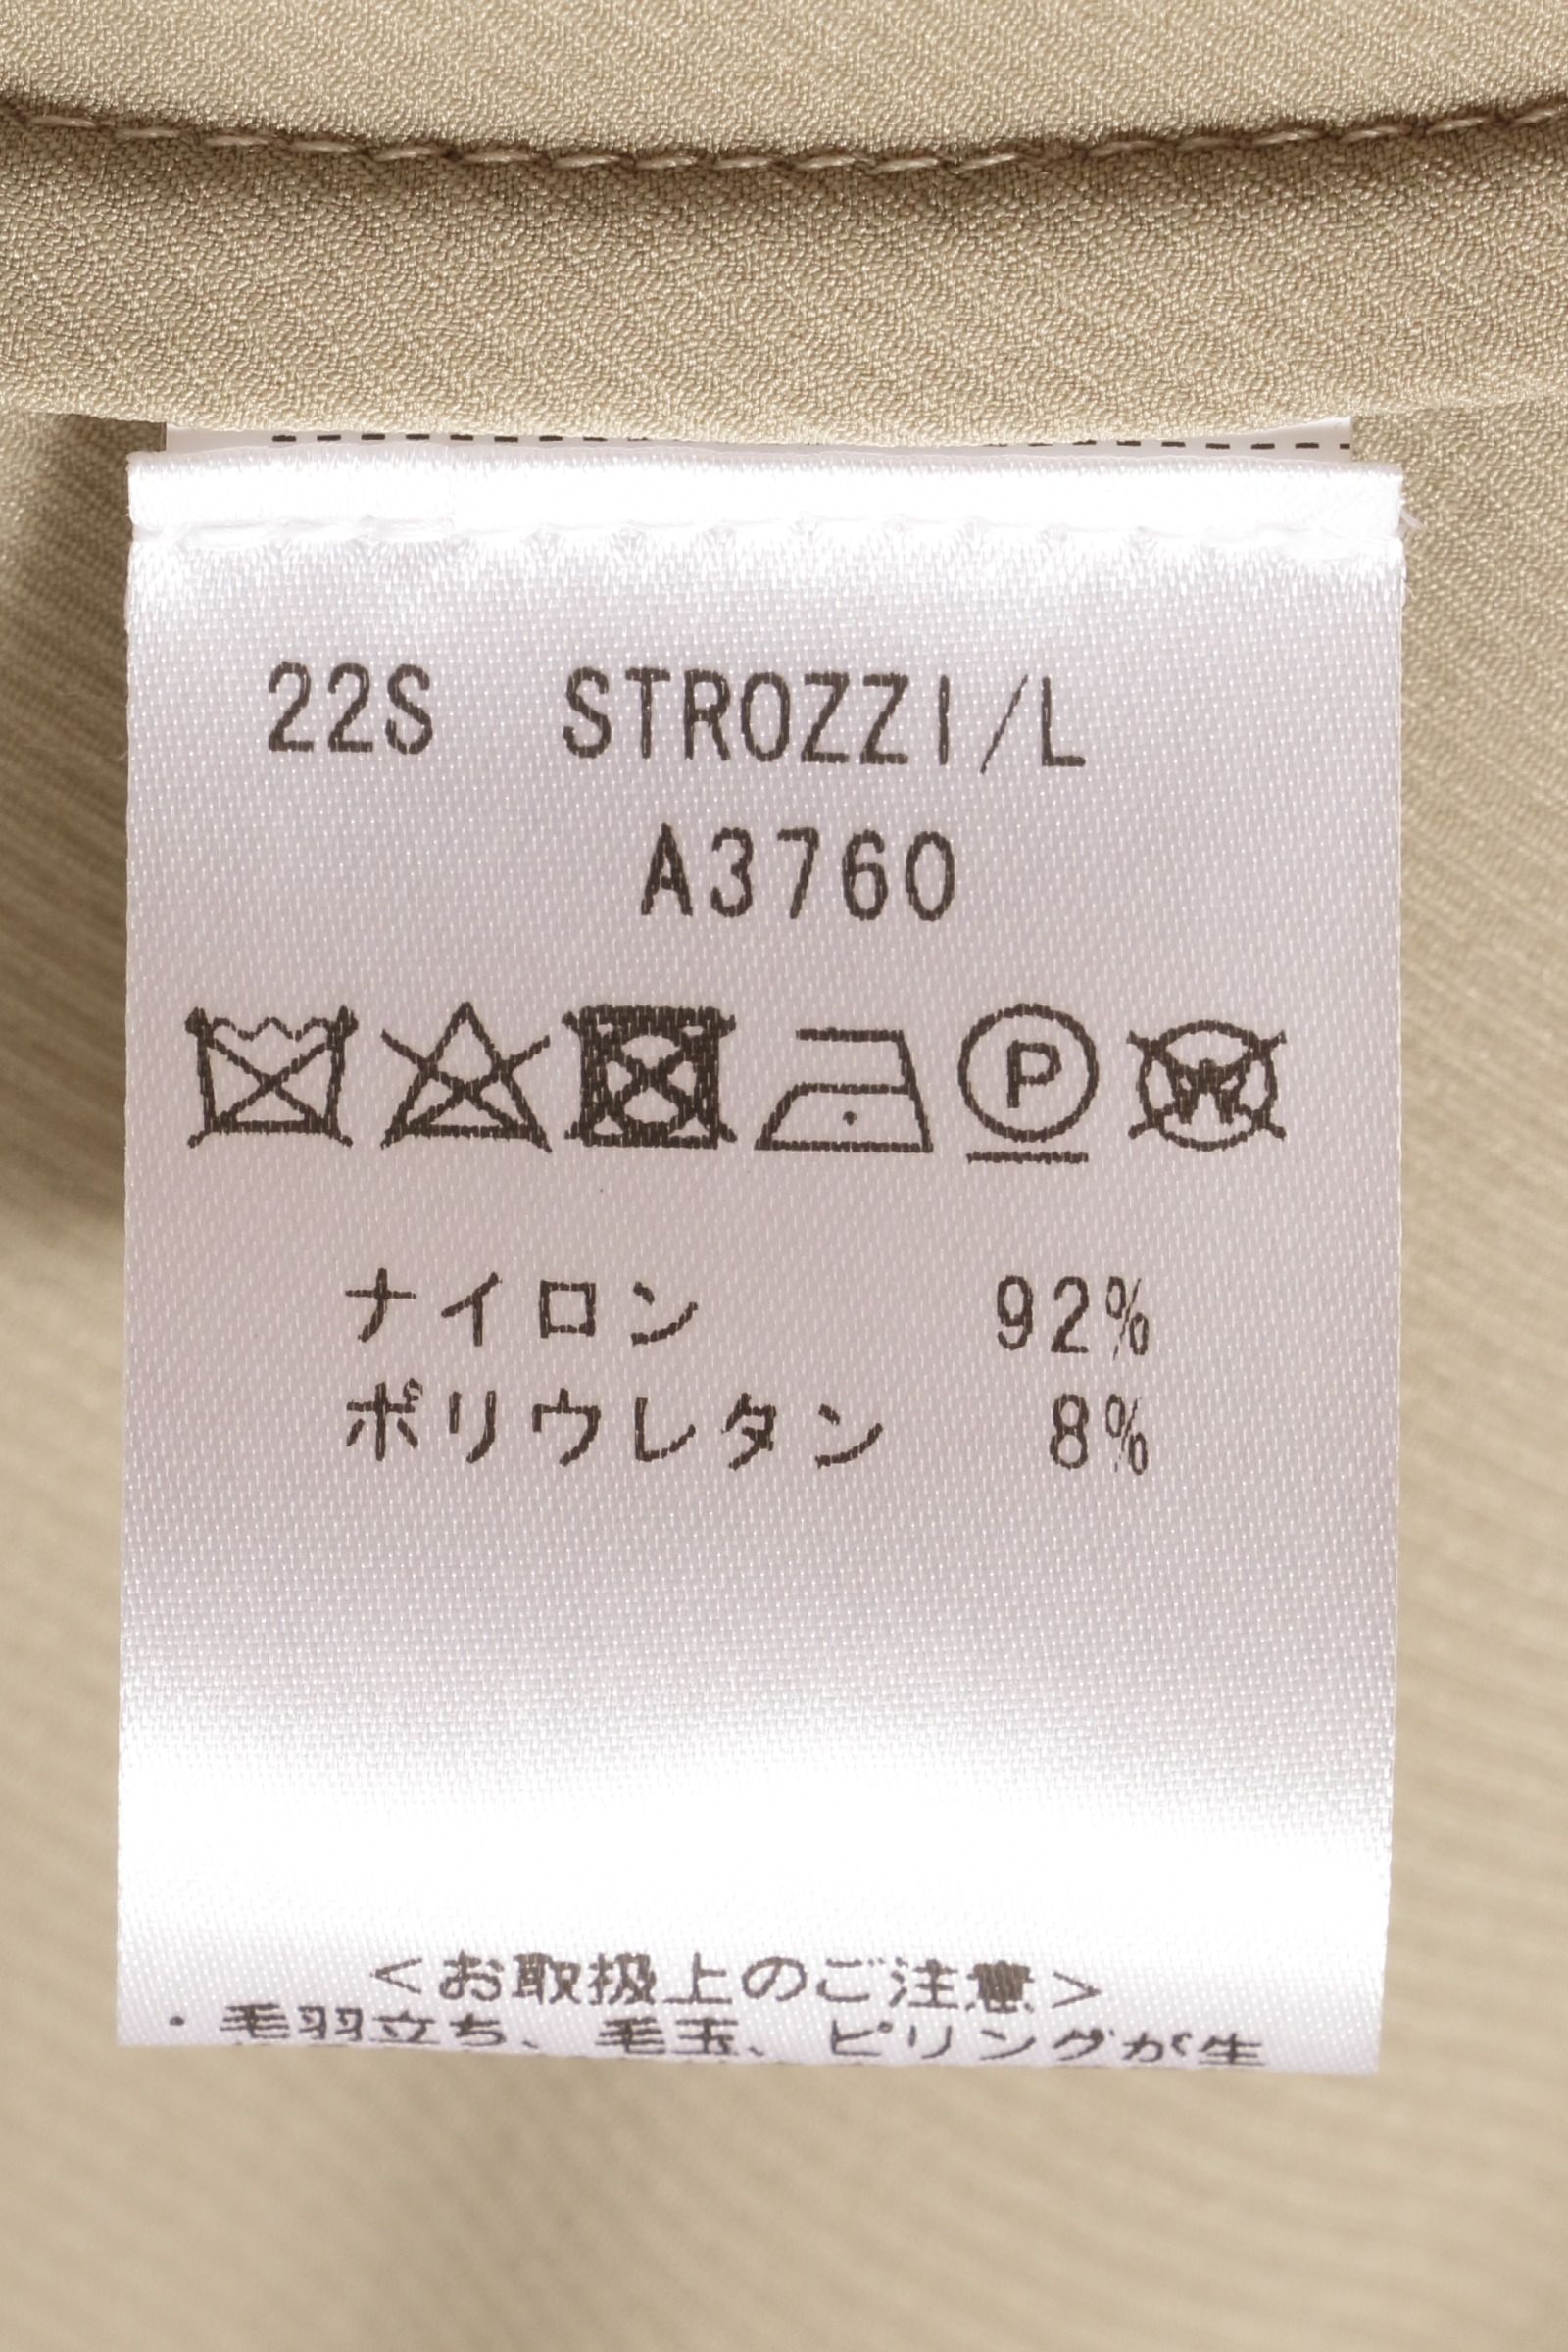 22S STROZZI/L
A3760
P
W
ナイロン 92%
ポリウレタン 8%
<お取扱上のご注意>
・毛羽立ち、毛玉、ピリングが生